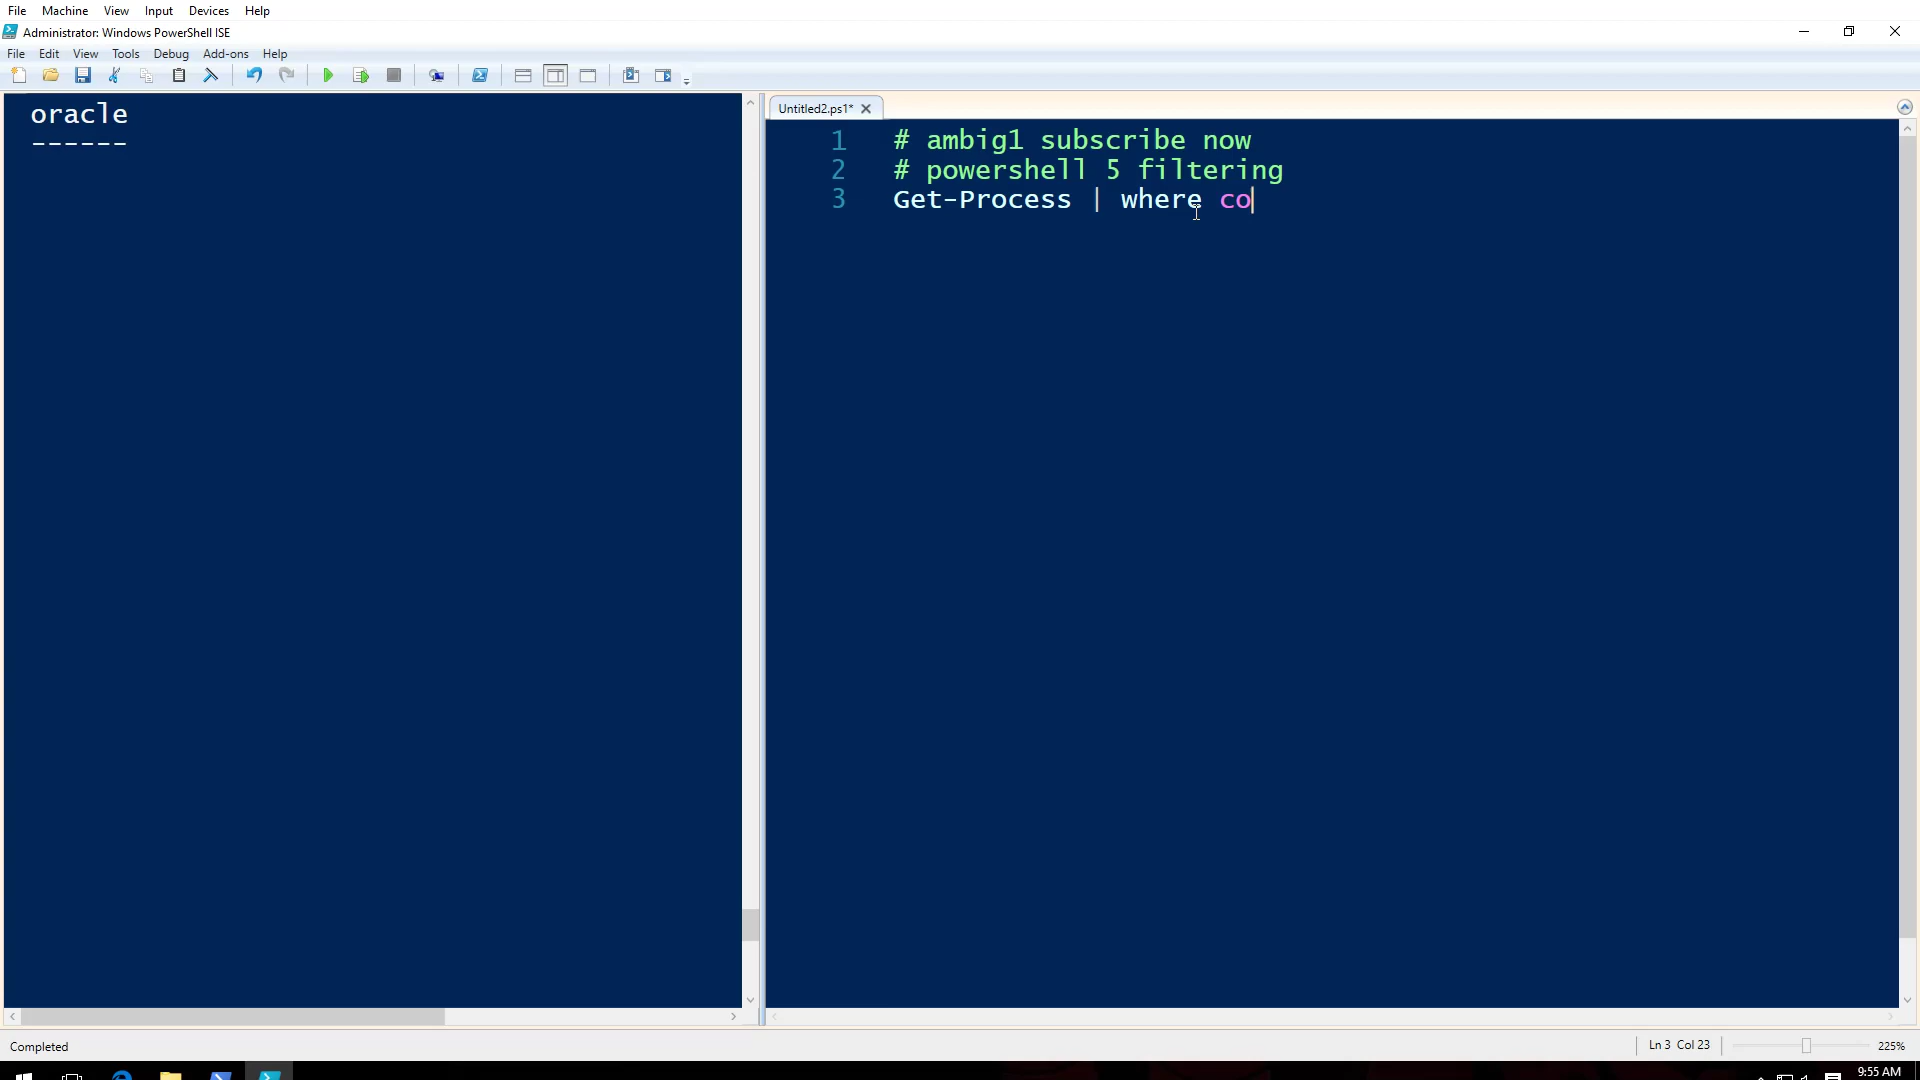 File Machine View Input Devices Help
Administrator: Windows PowerShell ISE
File Edit View Tools Debug Add-ons Help
oracle
------
Untitled2.ps1*
1 # ambig1 subscribe now
2 # powershell 5 filtering
3 Get-Process | where co
Completed
Ln 3 Col 23
225%
9:55 AM